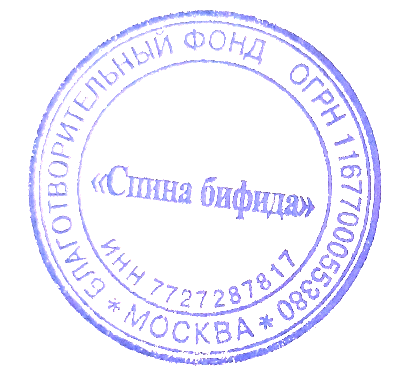 БЛАГОТВОРИТЕЛЬНЫЙ ФОНД ОГРН 1167700055380
* МОСКВА *
«Спина бифида»
ИНН 7727287817